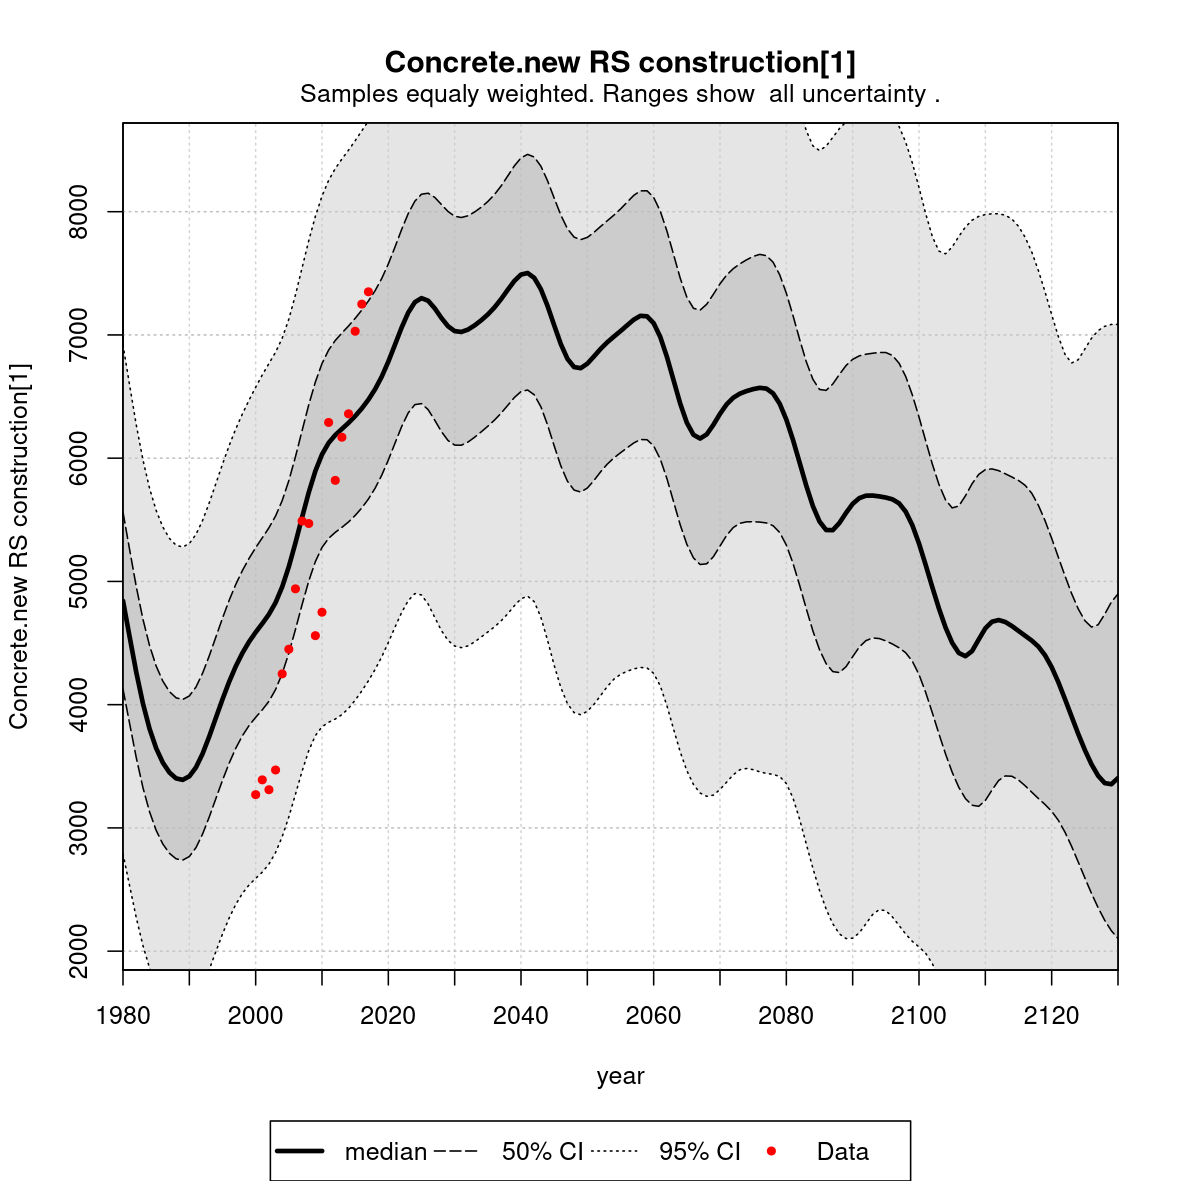 Concrete.new RS construction[1]
Samples equaly weighted. Ranges show  all uncertainty .
Concrete.new RS construction[1]
8000
7000
6000
5000
4000
3000
2000
1980 2000 2020 2040 2060 2080 2100 2120
year
median 50% CI 95% CI Data